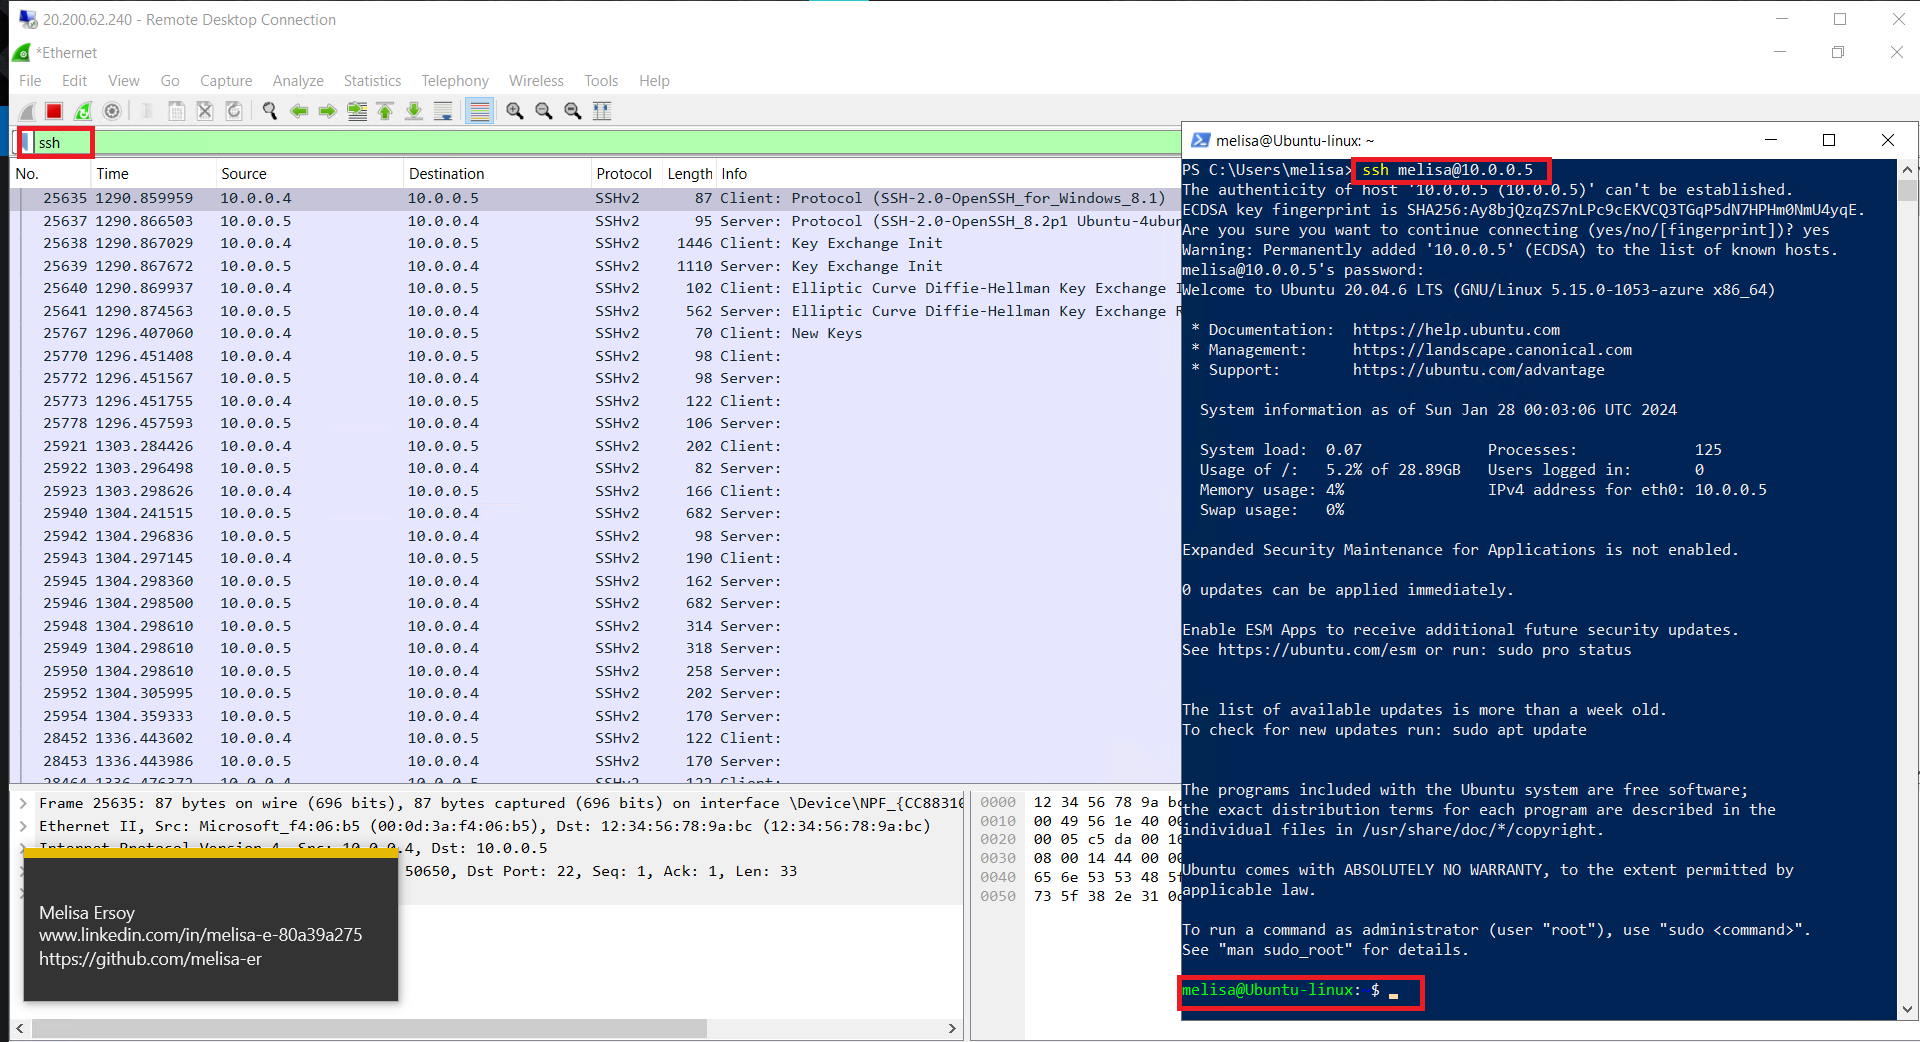 20.200.62.240 - Remote Desktop Connection
*Ethernet
File Edit View Go Capture Analyze Statistics Telephony Wireless Tools Help
ssh
No. Time Source Destination Protocol Length Info
25635 1290.859959 10.0.0.4 10.0.0.5 SSHv2 87 Client: Protocol (SSH-2.0-OpenSSH_for_Windows_8.1)
25637 1290.866503 10.0.0.5 10.0.0.4 SSHv2 95 Server: Protocol (SSH-2.0-OpenSSH_8.2p1 Ubuntu-4ubun
25638 1290.867029 10.0.0.4 10.0.0.5 SSHv2 1446 Client: Key Exchange Init
25639 1290.867672 10.0.0.5 10.0.0.4 SSHv2 1110 Server: Key Exchange Init
25640 1290.869937 10.0.0.4 10.0.0.5 SSHv2 102 Client: Elliptic Curve Diffie-Hellman Key Exchange I
25641 1290.874563 10.0.0.5 10.0.0.4 SSHv2 562 Server: Elliptic Curve Diffie-Hellman Key Exchange R
25767 1296.407060 10.0.0.4 10.0.0.5 SSHv2 70 Client: New Keys
25770 1296.451408 10.0.0.4 10.0.0.5 SSHv2 98 Client:
25772 1296.451567 10.0.0.5 10.0.0.4 SSHv2 98 Server:
25773 1296.451755 10.0.0.4 10.0.0.5 SSHv2 122 Client:
25778 1296.457593 10.0.0.5 10.0.0.4 SSHv2 106 Server:
25921 1303.284426 10.0.0.4 10.0.0.5 SSHv2 202 Client:
25922 1303.296498 10.0.0.5 10.0.0.4 SSHv2 82 Server:
25923 1303.298626 10.0.0.4 10.0.0.5 SSHv2 166 Client:
25940 1304.241515 10.0.0.5 10.0.0.4 SSHv2 682 Server:
25942 1304.296836 10.0.0.5 10.0.0.4 SSHv2 98 Server:
25943 1304.297145 10.0.0.4 10.0.0.5 SSHv2 190 Client:
25945 1304.298360 10.0.0.5 10.0.0.4 SSHv2 162 Server:
25946 1304.298500 10.0.0.5 10.0.0.4 SSHv2 682 Server:
25948 1304.298610 10.0.0.5 10.0.0.4 SSHv2 314 Server:
25949 1304.298610 10.0.0.5 10.0.0.4 SSHv2 318 Server:
25950 1304.298610 10.0.0.5 10.0.0.4 SSHv2 258 Server:
25952 1304.305995 10.0.0.5 10.0.0.4 SSHv2 202 Server:
25954 1304.359333 10.0.0.5 10.0.0.4 SSHv2 170 Server:
28452 1336.443602 10.0.0.4 10.0.0.5 SSHv2 122 Client:
28453 1336.443986 10.0.0.5 10.0.0.4 SSHv2 170 Server:
28464 1336.476372 10.0.0.4 10.0.0.5 SSHv2 122 Client:
Frame 25635: 87 bytes on wire (696 bits), 87 bytes captured (696 bits) on interface \Device\NPF_{CC88310
Ethernet II, Src: Microsoft_f4:06:b5 (00:0d:3a:f4:06:b5), Dst: 12:34:56:78:9a:bc (12:34:56:78:9a:bc)
Internet Protocol Version 4, Src: 10.0.0.4, Dst: 10.0.0.5
50650, Dst Port: 22, Seq: 1, Ack: 1, Len: 33
0000 12 34 56 78 9a bc
0010 00 49 56 1e 40 00
0020 00 05 c5 da 00 16
0030 08 00 14 44 00 00
0040 65 6e 53 53 48 5f
0050 73 5f 38 2e 31 0d
Melisa Ersoy
www.linkedin.com/in/melisa-e-80a39a275
https://github.com/melisa-er
melisa@Ubuntu-linux: ~
PS C:\Users\melisa> ssh melisa@10.0.0.5
The authenticity of host '10.0.0.5 (10.0.0.5)' can't be established.
ECDSA key fingerprint is SHA256:Ay8bjQzqZS7nLPc9cEKVCQ3TGqP5dN7HPHm0NmU4yqE.
Are you sure you want to continue connecting (yes/no/[fingerprint])? yes
Warning: Permanently added '10.0.0.5' (ECDSA) to the list of known hosts.
melisa@10.0.0.5's password:
Welcome to Ubuntu 20.04.6 LTS (GNU/Linux 5.15.0-1053-azure x86_64)
* Documentation: https://help.ubuntu.com
* Management: https://landscape.canonical.com
* Support: https://ubuntu.com/advantage
System information as of Sun Jan 28 00:03:06 UTC 2024
System load: 0.07 Processes: 125
Usage of /: 5.2% of 28.89GB Users logged in: 0
Memory usage: 4% IPv4 address for eth0: 10.0.0.5
Swap usage: 0%
Expanded Security Maintenance for Applications is not enabled.
0 updates can be applied immediately.
Enable ESM Apps to receive additional future security updates.
See https://ubuntu.com/esm or run: sudo pro status
The list of available updates is more than a week old.
To check for new updates run: sudo apt update
The programs included with the Ubuntu system are free software;
the exact distribution terms for each program are described in the
individual files in /usr/share/doc/*/copyright.
Ubuntu comes with ABSOLUTELY NO WARRANTY, to the extent permitted by
applicable law.
To run a command as administrator (user "root"), use "sudo <command>".
See "man sudo_root" for details.
melisa@Ubuntu-linux: $